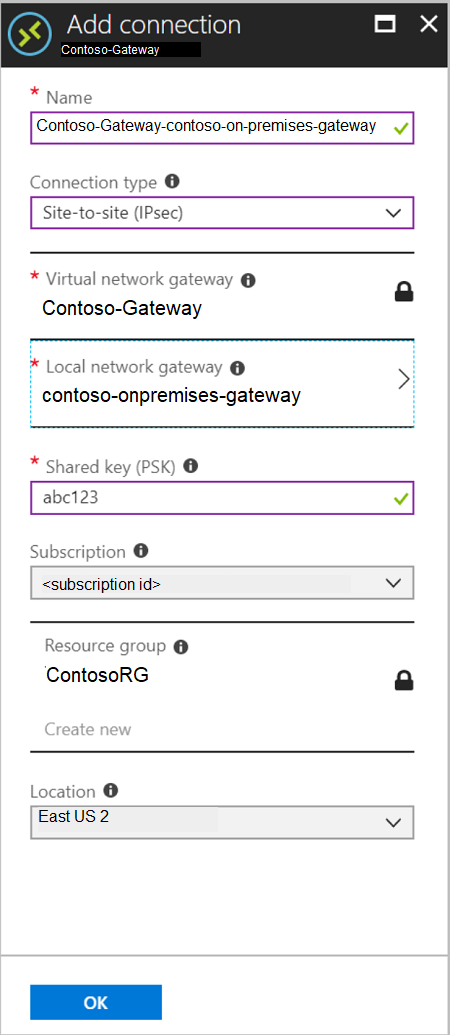 Add connection
Contoso-Gateway
* Name
Contoso-Gateway-contoso-on-premises-gateway
Connection type
Site-to-site (IPsec)
* Virtual network gateway
Contoso-Gateway
* Local network gateway
contoso-onpremises-gateway
* Shared key (PSK)
abc123
Subscription
<subscription id>
Resource group
ContosoRG
Create new
Location
East US 2
OK